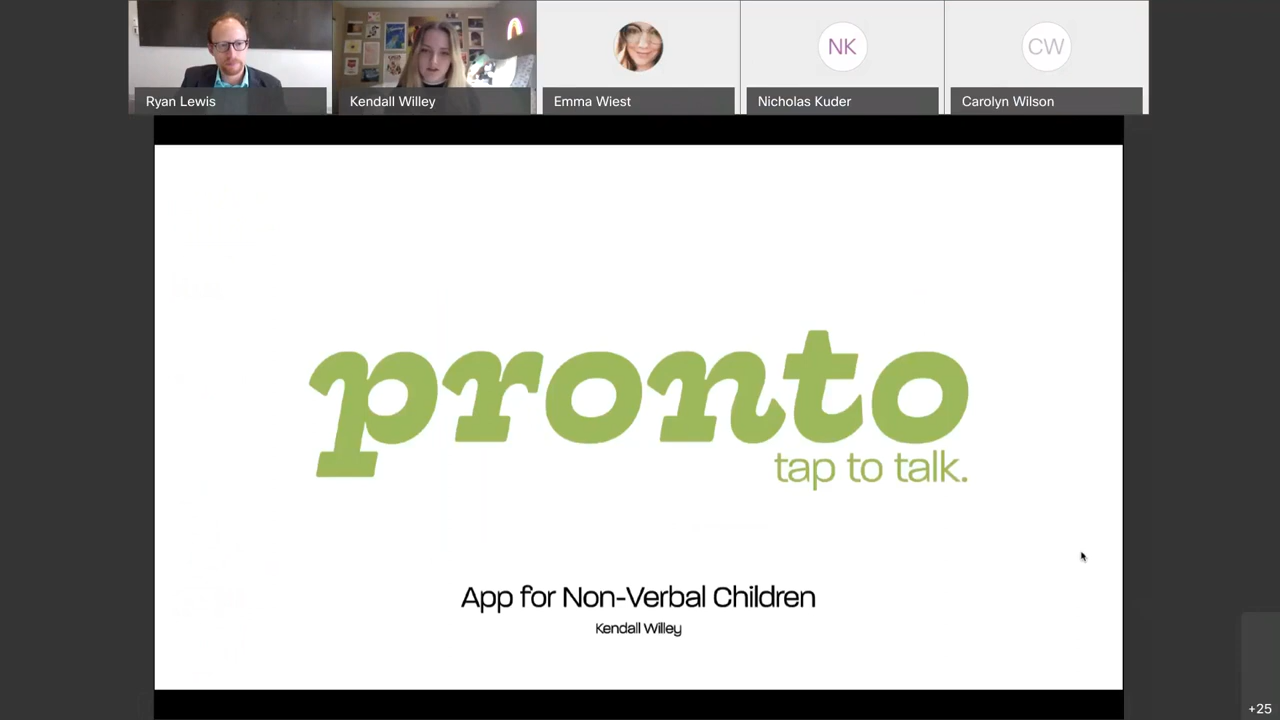 Ryan Lewis
Kendall Willey
Emma Wiest
NK
Nicholas Kuder
CW
Carolyn Wilson
pronto
tap to talk.
App for Non-Verbal Children
Kendall Willey
+25